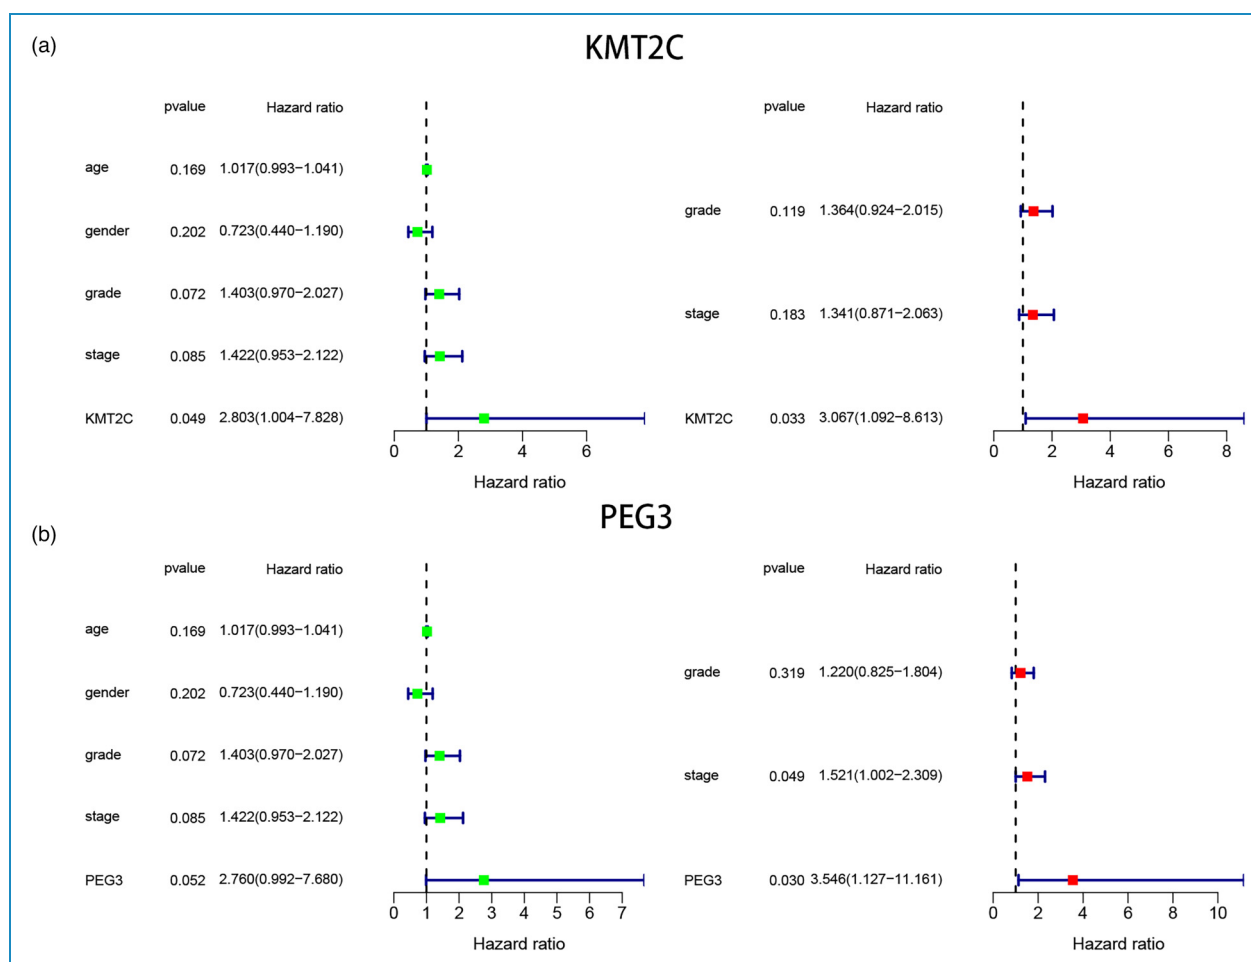 (a)
KMT2C
pvalue Hazard ratio
age 0.169 1.017(0.993−1.041)
gender 0.202 0.723(0.440−1.190)
grade 0.072 1.403(0.970−2.027)
stage 0.085 1.422(0.953−2.122)
KMT2C 0.049 2.803(1.004−7.828)
0 2 4 6
Hazard ratio
pvalue Hazard ratio
grade 0.119 1.364(0.924−2.015)
stage 0.183 1.341(0.871−2.063)
KMT2C 0.033 3.067(1.092−8.613)
0 2 4 6 8
Hazard ratio
(b)
PEG3
pvalue Hazard ratio
age 0.169 1.017(0.993−1.041)
gender 0.202 0.723(0.440−1.190)
grade 0.072 1.403(0.970−2.027)
stage 0.085 1.422(0.953−2.122)
PEG3 0.052 2.760(0.992−7.680)
0 1 2 3 4 5 6 7
Hazard ratio
pvalue Hazard ratio
grade 0.319 1.220(0.825−1.804)
stage 0.049 1.521(1.002−2.309)
PEG3 0.030 3.546(1.127−11.161)
0 2 4 6 8 10
Hazard ratio